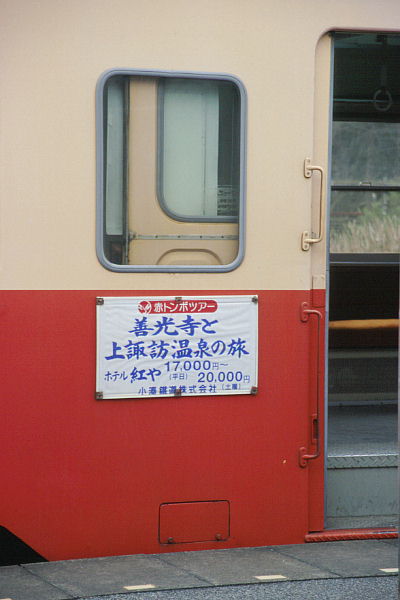 赤トンボツアー
善光寺と
上諏訪温泉の旅
ホテル紅や 17,000円〜
(平日) 20,000円
小湊鐵道株式会社 (土曜)